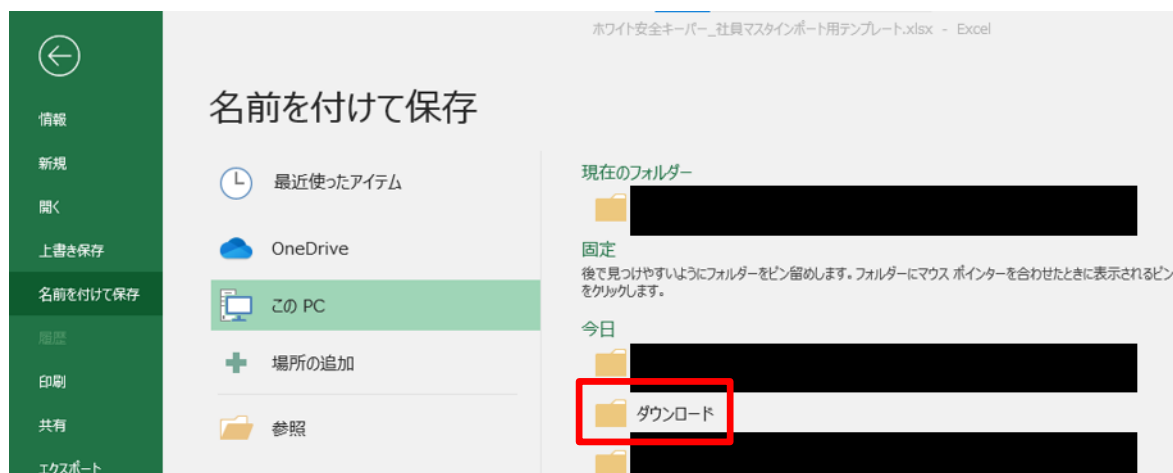 ホワイト安全キーパー_社員マスタインポート用テンプレート.xlsx - Excel
情報
新規
開く
上書き保存
名前を付けて保存
履歴
印刷
共有
エクスポート
名前を付けて保存
最近使ったアイテム
OneDrive
この PC
場所の追加
参照
現在のフォルダー
固定
後で見つけやすいようにフォルダーをピン留めします。フォルダーにマウス ポインターを合わせたときに表示されるピン
をクリックします。
今日
ダウンロード